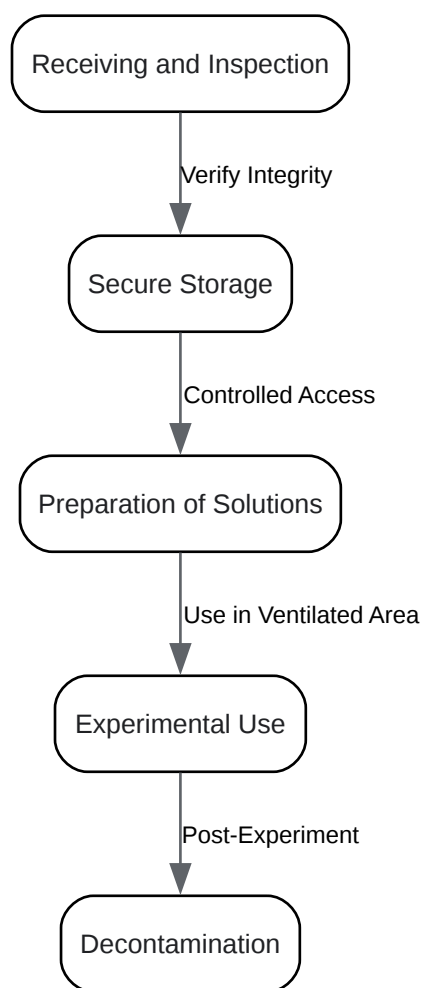 Receiving and Inspection
Verify Integrity
Secure Storage
Controlled Access
Preparation of Solutions
Use in Ventilated Area
Experimental Use
Post-Experiment
Decontamination